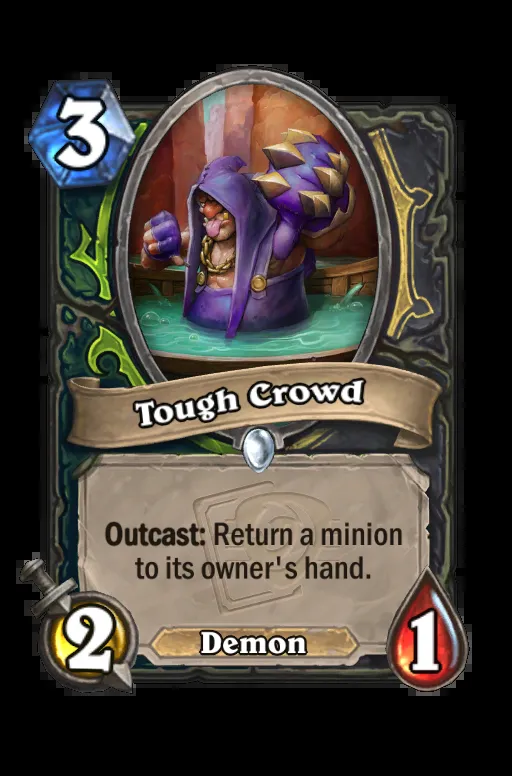 3
Tough Crowd
Outcast: Return a minion
to its owner's hand.
2
Demon
1